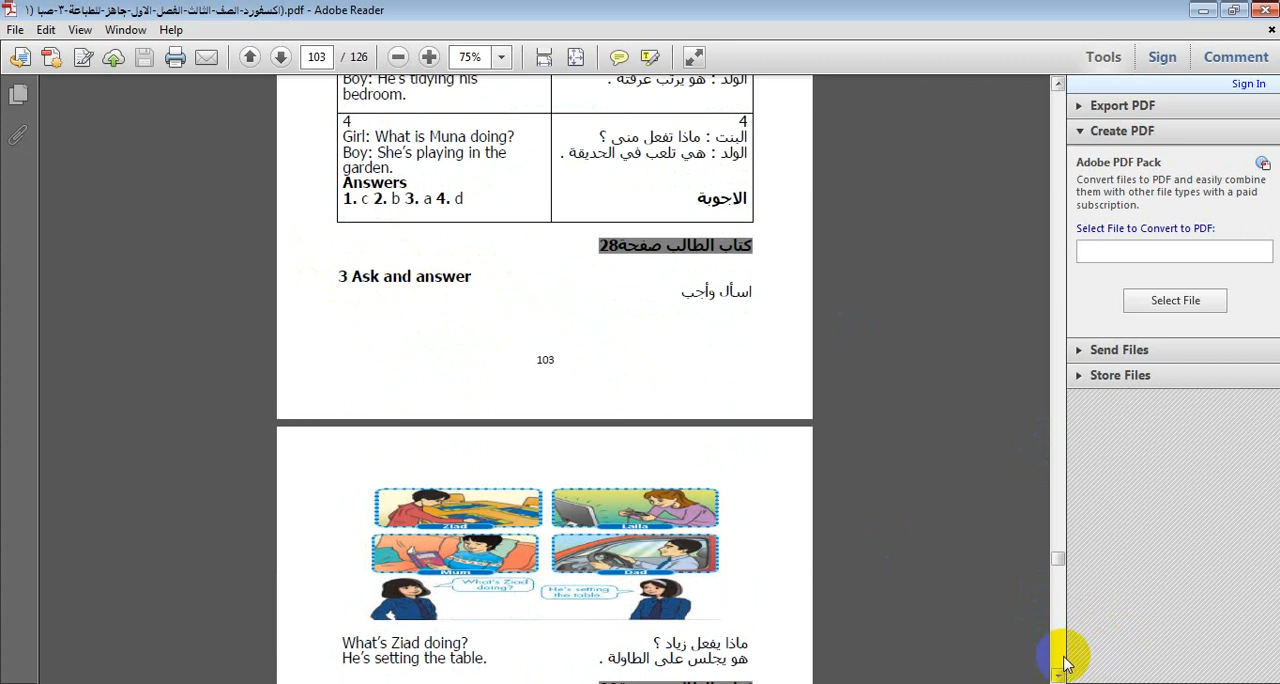 (اكسفورد-الصف-الثالث-الفصل-الاول-جاهز-للطباعة-٣-صبا (١.pdf - Adobe Reader
File Edit View Window Help
103 / 126 75% Tools Sign Comment
Sign In
Export PDF
Create PDF
Adobe PDF Pack
Convert files to PDF and easily combine
them with other file types with a paid
subscription.
Select File to Convert to PDF:
Select File
Send Files
Store Files
Boy: He's tidying his
bedroom.
الولد : هو يرتب غرفته .
4
Girl: What is Muna doing?
Boy: She's playing in the
garden.
Answers
1. c 2. b 3. a 4. d
4
البنت : ماذا تفعل منى ؟
الولد : هي تلعب في الحديقة .
الاجوبة
كتاب الطالب صفحة28
3 Ask and answer
اسأل وأجب
103
Ziad
Laila
Mum
Dad
What's Ziad
doing?
He's setting
the table.
What's Ziad doing?
ماذا يفعل زياد ؟
He's setting the table.
هو يجلس على الطاولة .